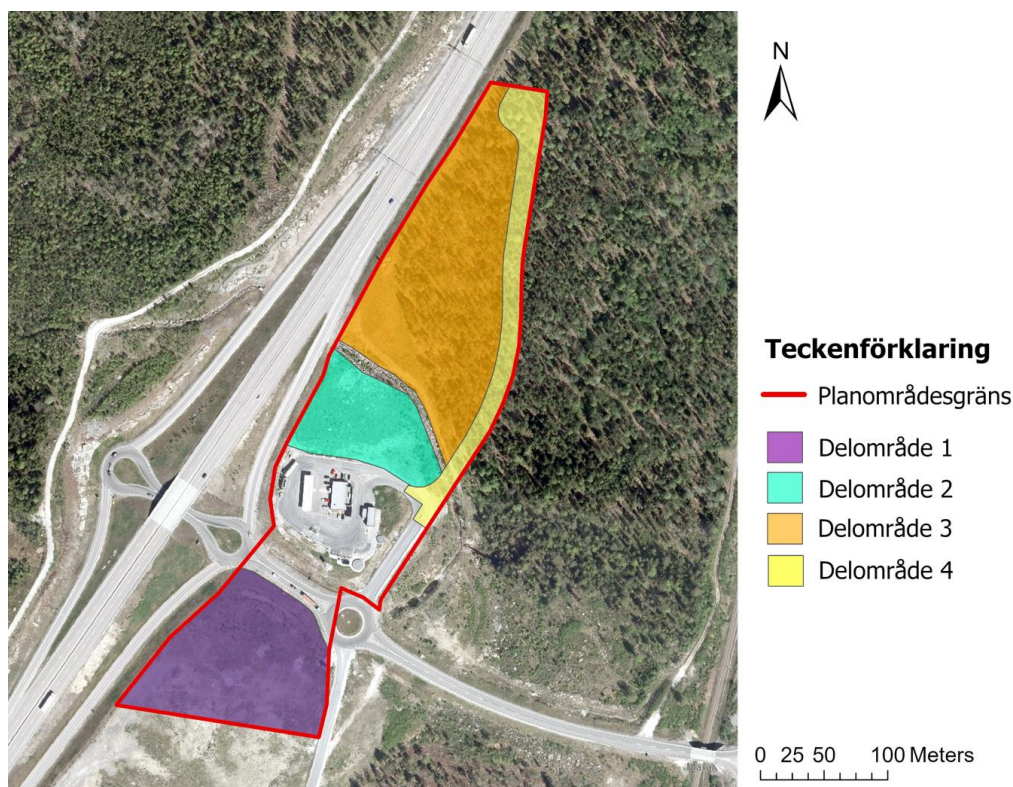 N
Teckenförklaring
Planområdesgräns
Delområde 1
Delområde 2
Delområde 3
Delområde 4
0 25 50 100 Meters